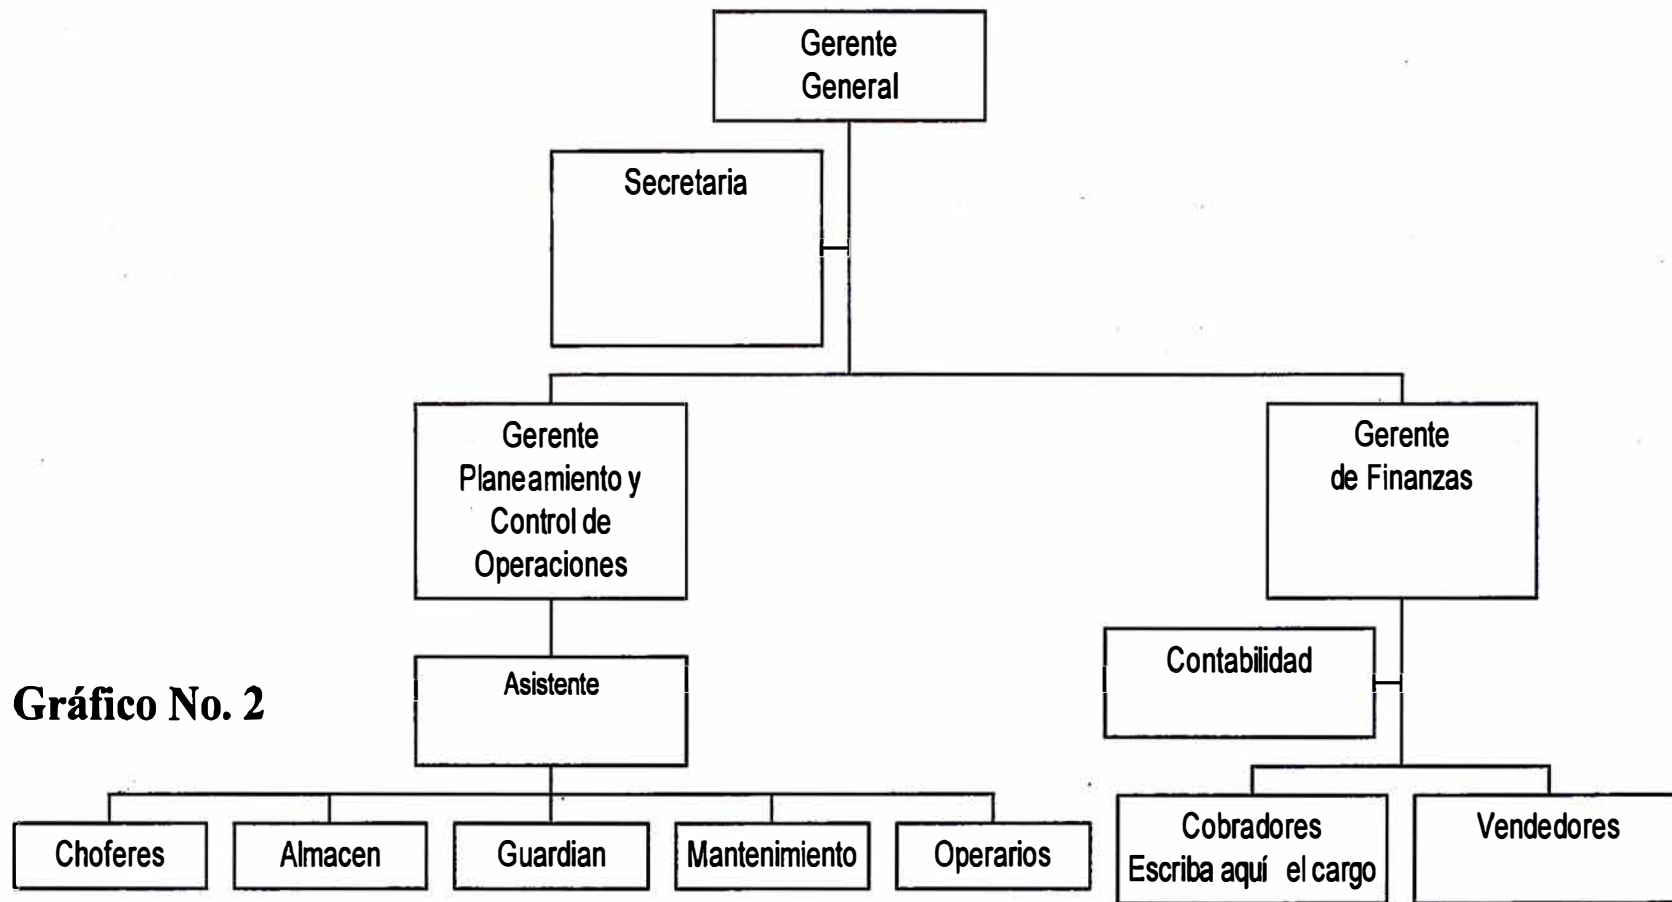 Gerente
General
Secretaria
Gerente
Planeamiento y
Control de
Operaciones
Gerente
de Finanzas
Asistente
Contabilidad
Gráfico No. 2
Choferes
Almacen
Guardian
Mantenimiento
Operarios
Cobradores
Escriba aquí el cargo
Vendedores